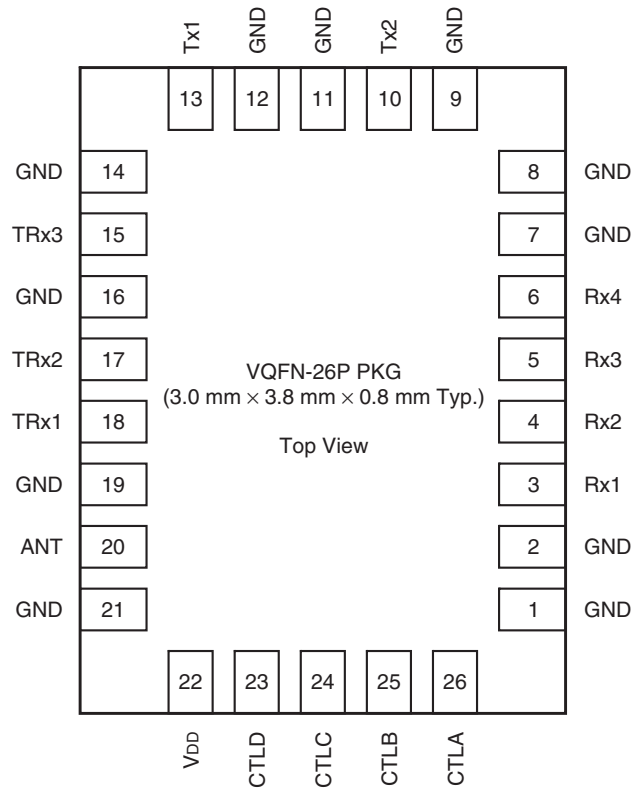 Tx1 GND GND Tx2 GND
13 12 11 10 9
GND 14 8 GND
TRx3 15 7 GND
GND 16 6 Rx4
TRx2 17 5 Rx3
TRx1 18 4 Rx2
GND 19 3 Rx1
ANT 20 2 GND
GND 21 1 GND
VQFN-26P PKG
(3.0 mm × 3.8 mm × 0.8 mm Typ.)
Top View
22 23 24 25 26
VDD CTLD CTLC CTLB CTLA